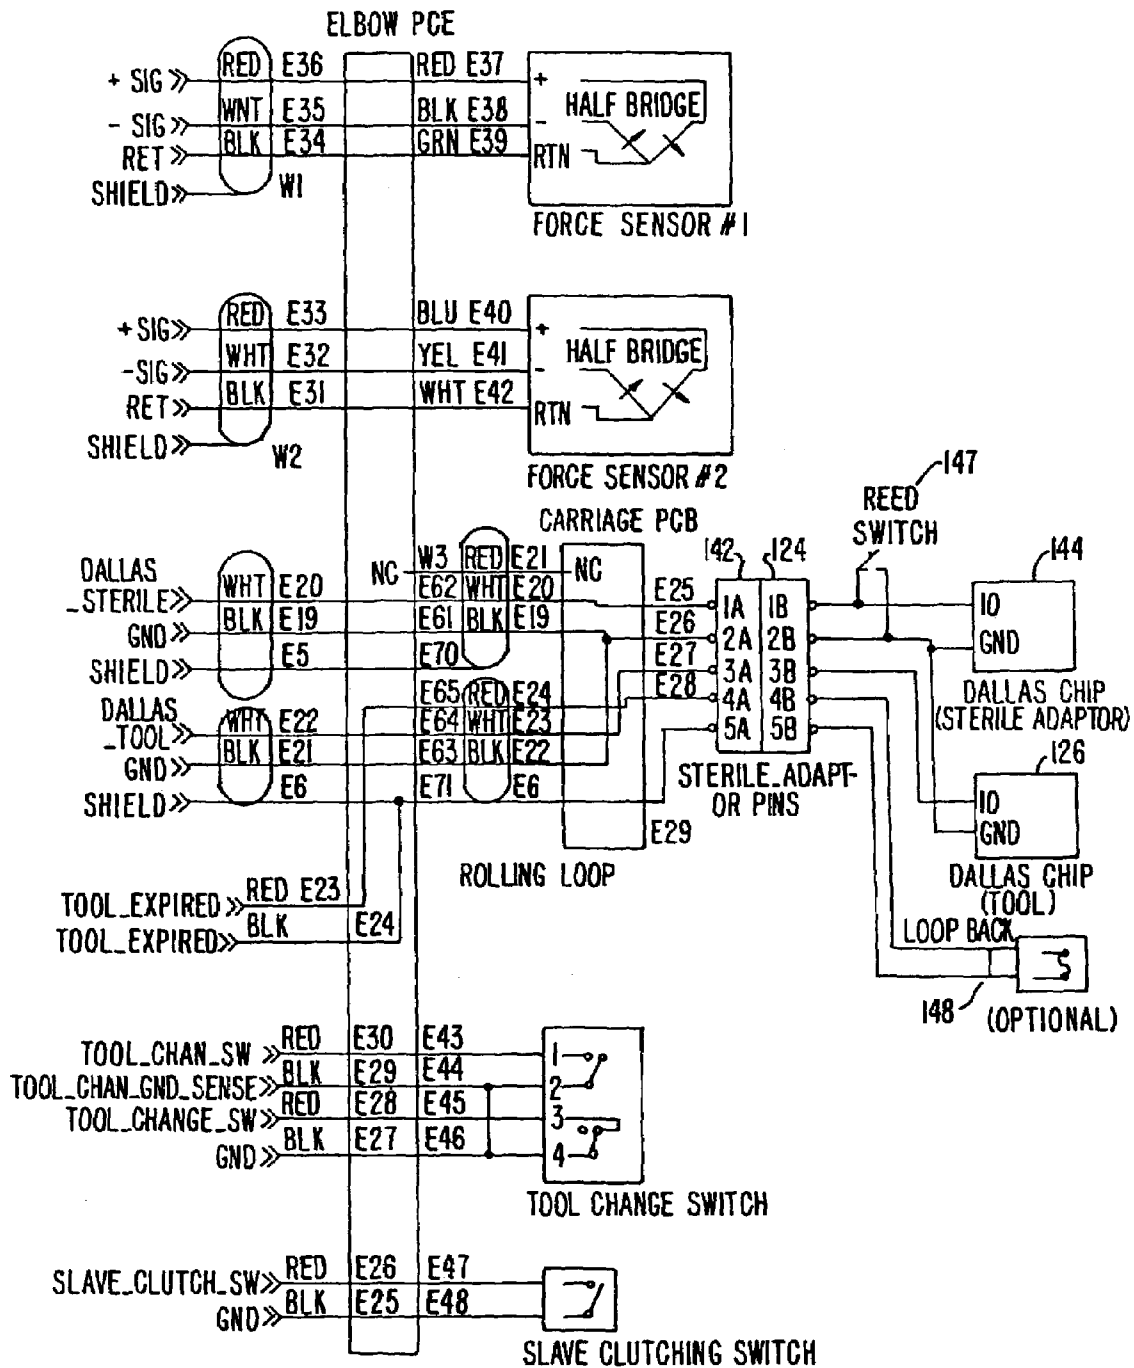 ELBOW PCE
RED E36 RED E37
+ SIG +
HALF BRIDGE
WNT E35 BLK E38
- SIG -
BLK E34 GRN E39
RET RTN
SHIELD W1
FORCE SENSOR #1
RED E33 BLU E40
+SIG +
WHT E32 YEL E41 HALF BRIDGE
-SIG -
BLK E31 WHT E42
RET RTN
SHIELD W2
FORCE SENSOR #2
147
REED
SWITCH
CARRIAGE PCB
142 124 144
W3 RED E21
NC NC
DALLAS
_STERILE
WHT E20 E62 WHT E20
E25 1A 1B IO
BLK E19 E61 BLK E19
GND
E26 2A 2B GND
E5 E70
SHIELD
E27 3A 3B
DALLAS CHIP
(STERILE ADAPTOR)
E65 RED E24
E28 4A 4B
DALLAS
_TOOL
WHT E22 E64 WHT E23
5A 5B
BLK E21 E63 BLK E22
GND
126
STERILE_ADAPT-
OR PINS
E6 E71 E6
SHIELD
IO
GND
E29
DALLAS CHIP
(TOOL)
ROLLING LOOP
RED E23
TOOL_EXPIRED
BLK E24
TOOL_EXPIRED
LOOP BACK
148 (OPTIONAL)
RED E30 E43
TOOL_CHAN_SW 1
BLK E29 E44
TOOL_CHAN_GND_SENSE 2
RED E28 E45
TOOL_CHANGE_SW 3
BLK E27 E46
GND 4
TOOL CHANGE SWITCH
RED E26 E47
SLAVE_CLUTCH_SW
BLK E25 E48
GND
SLAVE CLUTCHING SWITCH